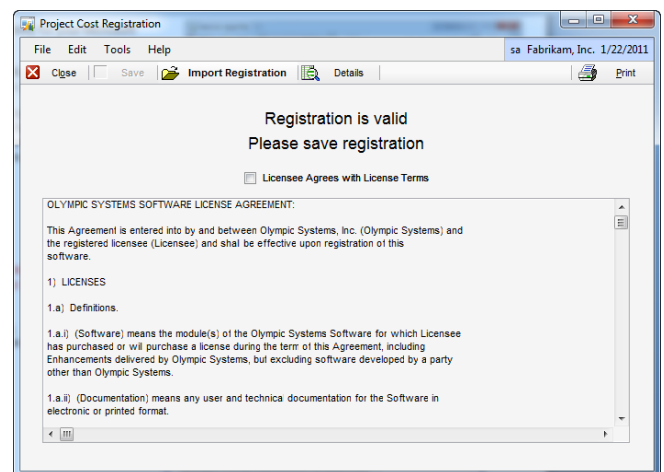 Project Cost Registration
File Edit Tools Help sa Fabrikam, Inc. 1/22/2011
Close Save Import Registration Details Print
Registration is valid
Please save registration
Licensee Agrees with License Terms
OLYMPIC SYSTEMS SOFTWARE LICENSE AGREEMENT:
This Agreement is entered into by and between Olympic Systems, Inc. (Olympic Systems) and
the registered licensee (Licensee) and shal be effective upon registration of this
software.
1) LICENSES
1.a) Definitions.
1.a.i) (Software) means the module(s) of the Olympic Systems Software for which Licensee
has purchased or wil purchase a license during the term of this Agreement, including
Enhancements delivered by Olympic Systems, but excluding software developed by a party
other than Olympic Systems.
1.a.ii) (Documentation) means any user and technica documentation for the Software in
electronic or printed format.